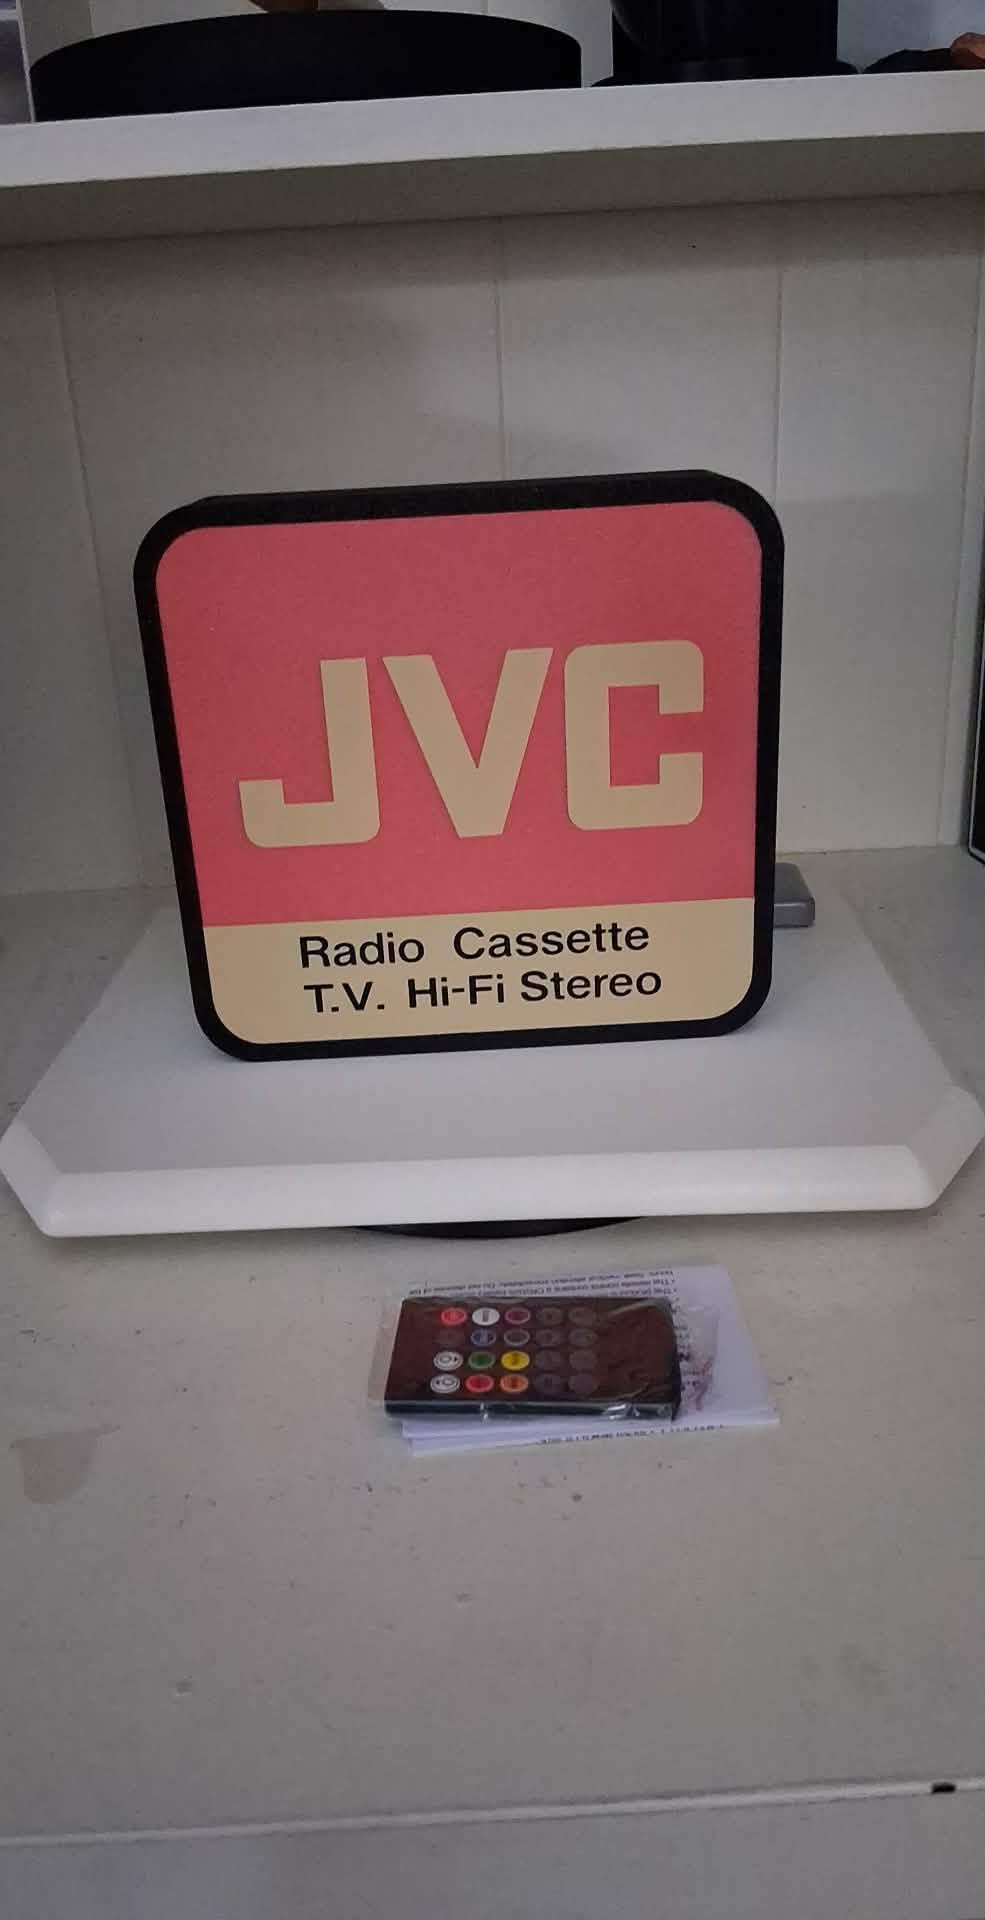 JVC
Radio Cassette
T.V. Hi-Fi Stereo